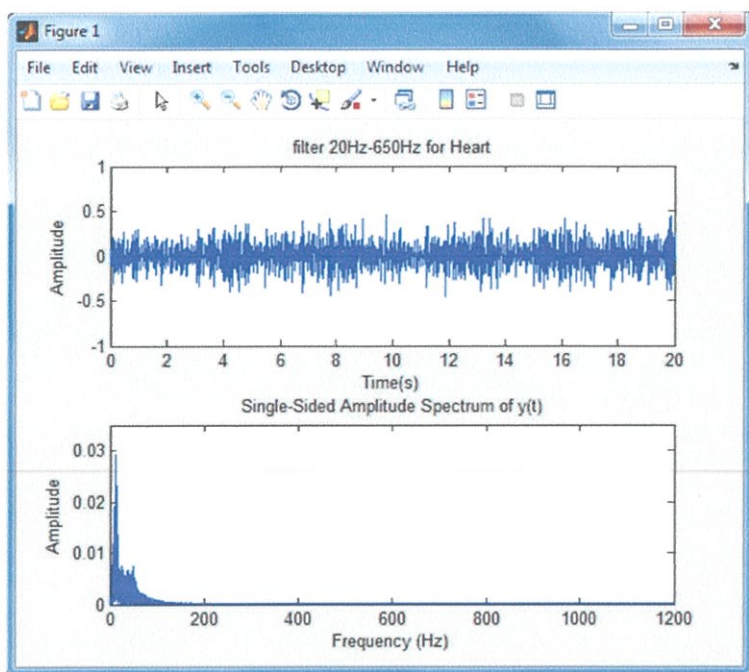 Figure 1
File Edit View Insert Tools Desktop Window Help
filter 20Hz-650Hz for Heart
1
0.5
0
-0.5
-1
Amplitude
0 2 4 6 8 10 12 14 16 18 20
Time(s)
Single-Sided Amplitude Spectrum of y(t)
0.03
0.02
0.01
0
Amplitude
0 200 400 600 800 1000 1200
Frequency (Hz)